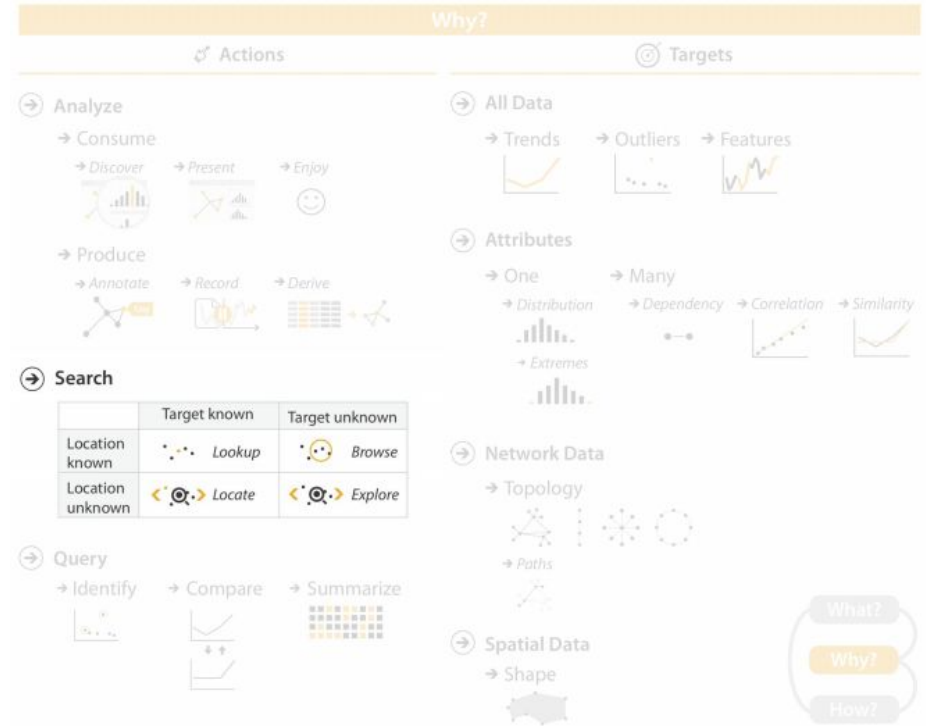 Why?
Actions
Targets
Analyze
Consume
Discover
Present
Enjoy
Produce
Annotate
Record
Derive
Search
Target known
Target unknown
Location known
Lookup
Browse
Location unknown
Locate
Explore
Query
Identify
Compare
Summarize
All Data
Trends
Outliers
Features
Attributes
One
Many
Distribution
Dependency
Correlation
Similarity
Extremes
Network Data
Topology
Paths
Spatial Data
Shape
What?
Why?
How?